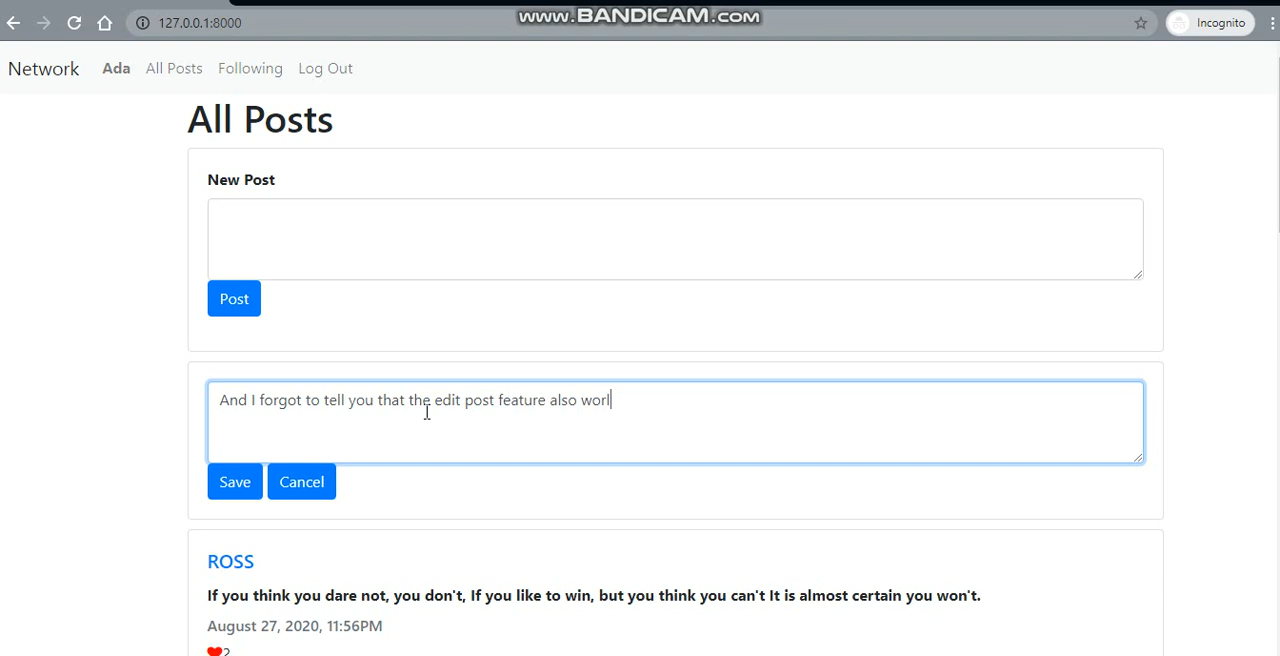 www.BANDICAM.com
127.0.0.1:8000
Incognito
Network Ada All Posts Following Log Out
All Posts
New Post
Post
And I forgot to tell you that the edit post feature also worl
Save Cancel
ROSS
If you think you dare not, you don't, If you like to win, but you think you can't It is almost certain you won't.
August 27, 2020, 11:56PM
2